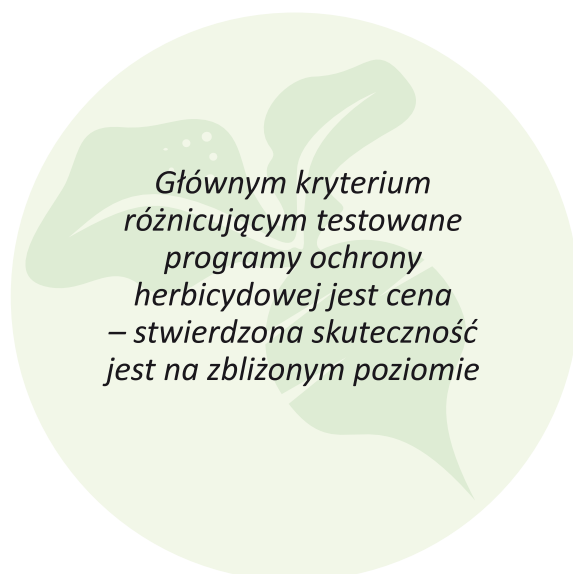 Głównym kryterium
różnicującym testowane
programy ochrony
herbicydowej jest cena
– stwierdzona skuteczność
jest na zbliżonym poziomie